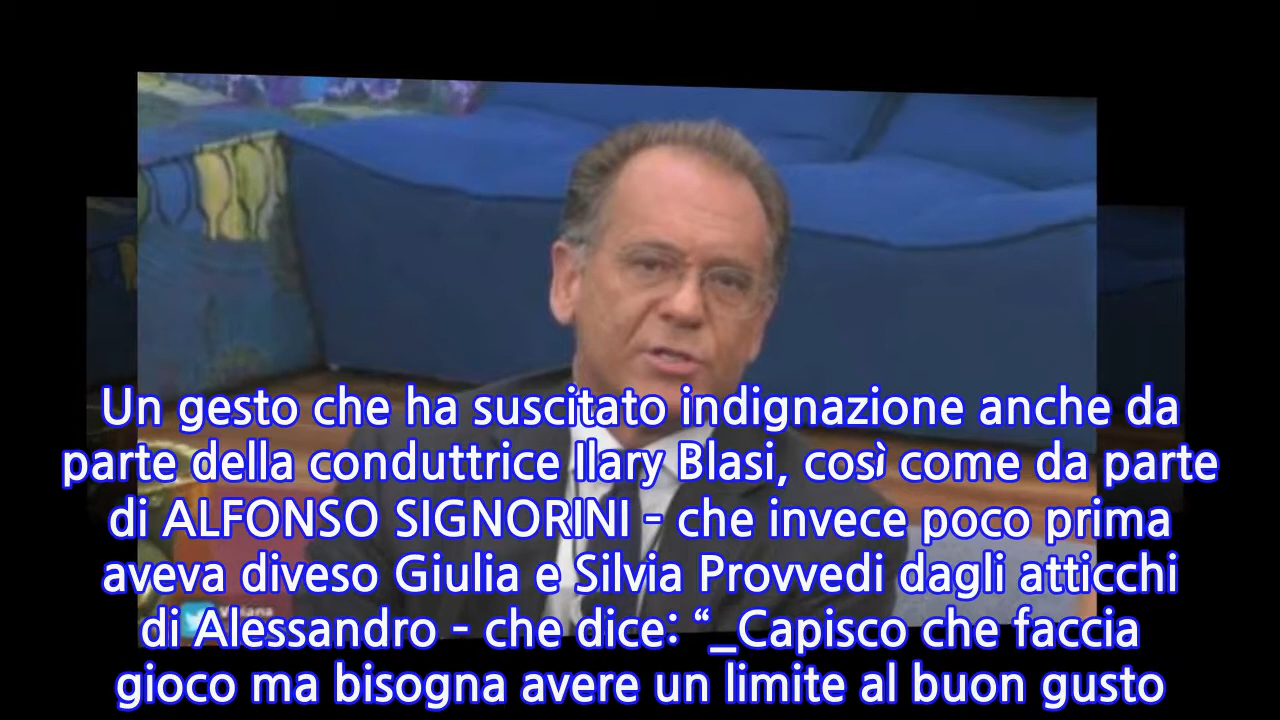 Un gesto che ha suscitato indignazione anche da
parte della conduttrice Ilary Blasi, così come da parte
di ALFONSO SIGNORINI - che invece poco prima
aveva diveso Giulia e Silvia Provvedi dagli atticchi
di Alessandro - che dice: “_Capisco che faccia
gioco ma bisogna avere un limite al buon gusto